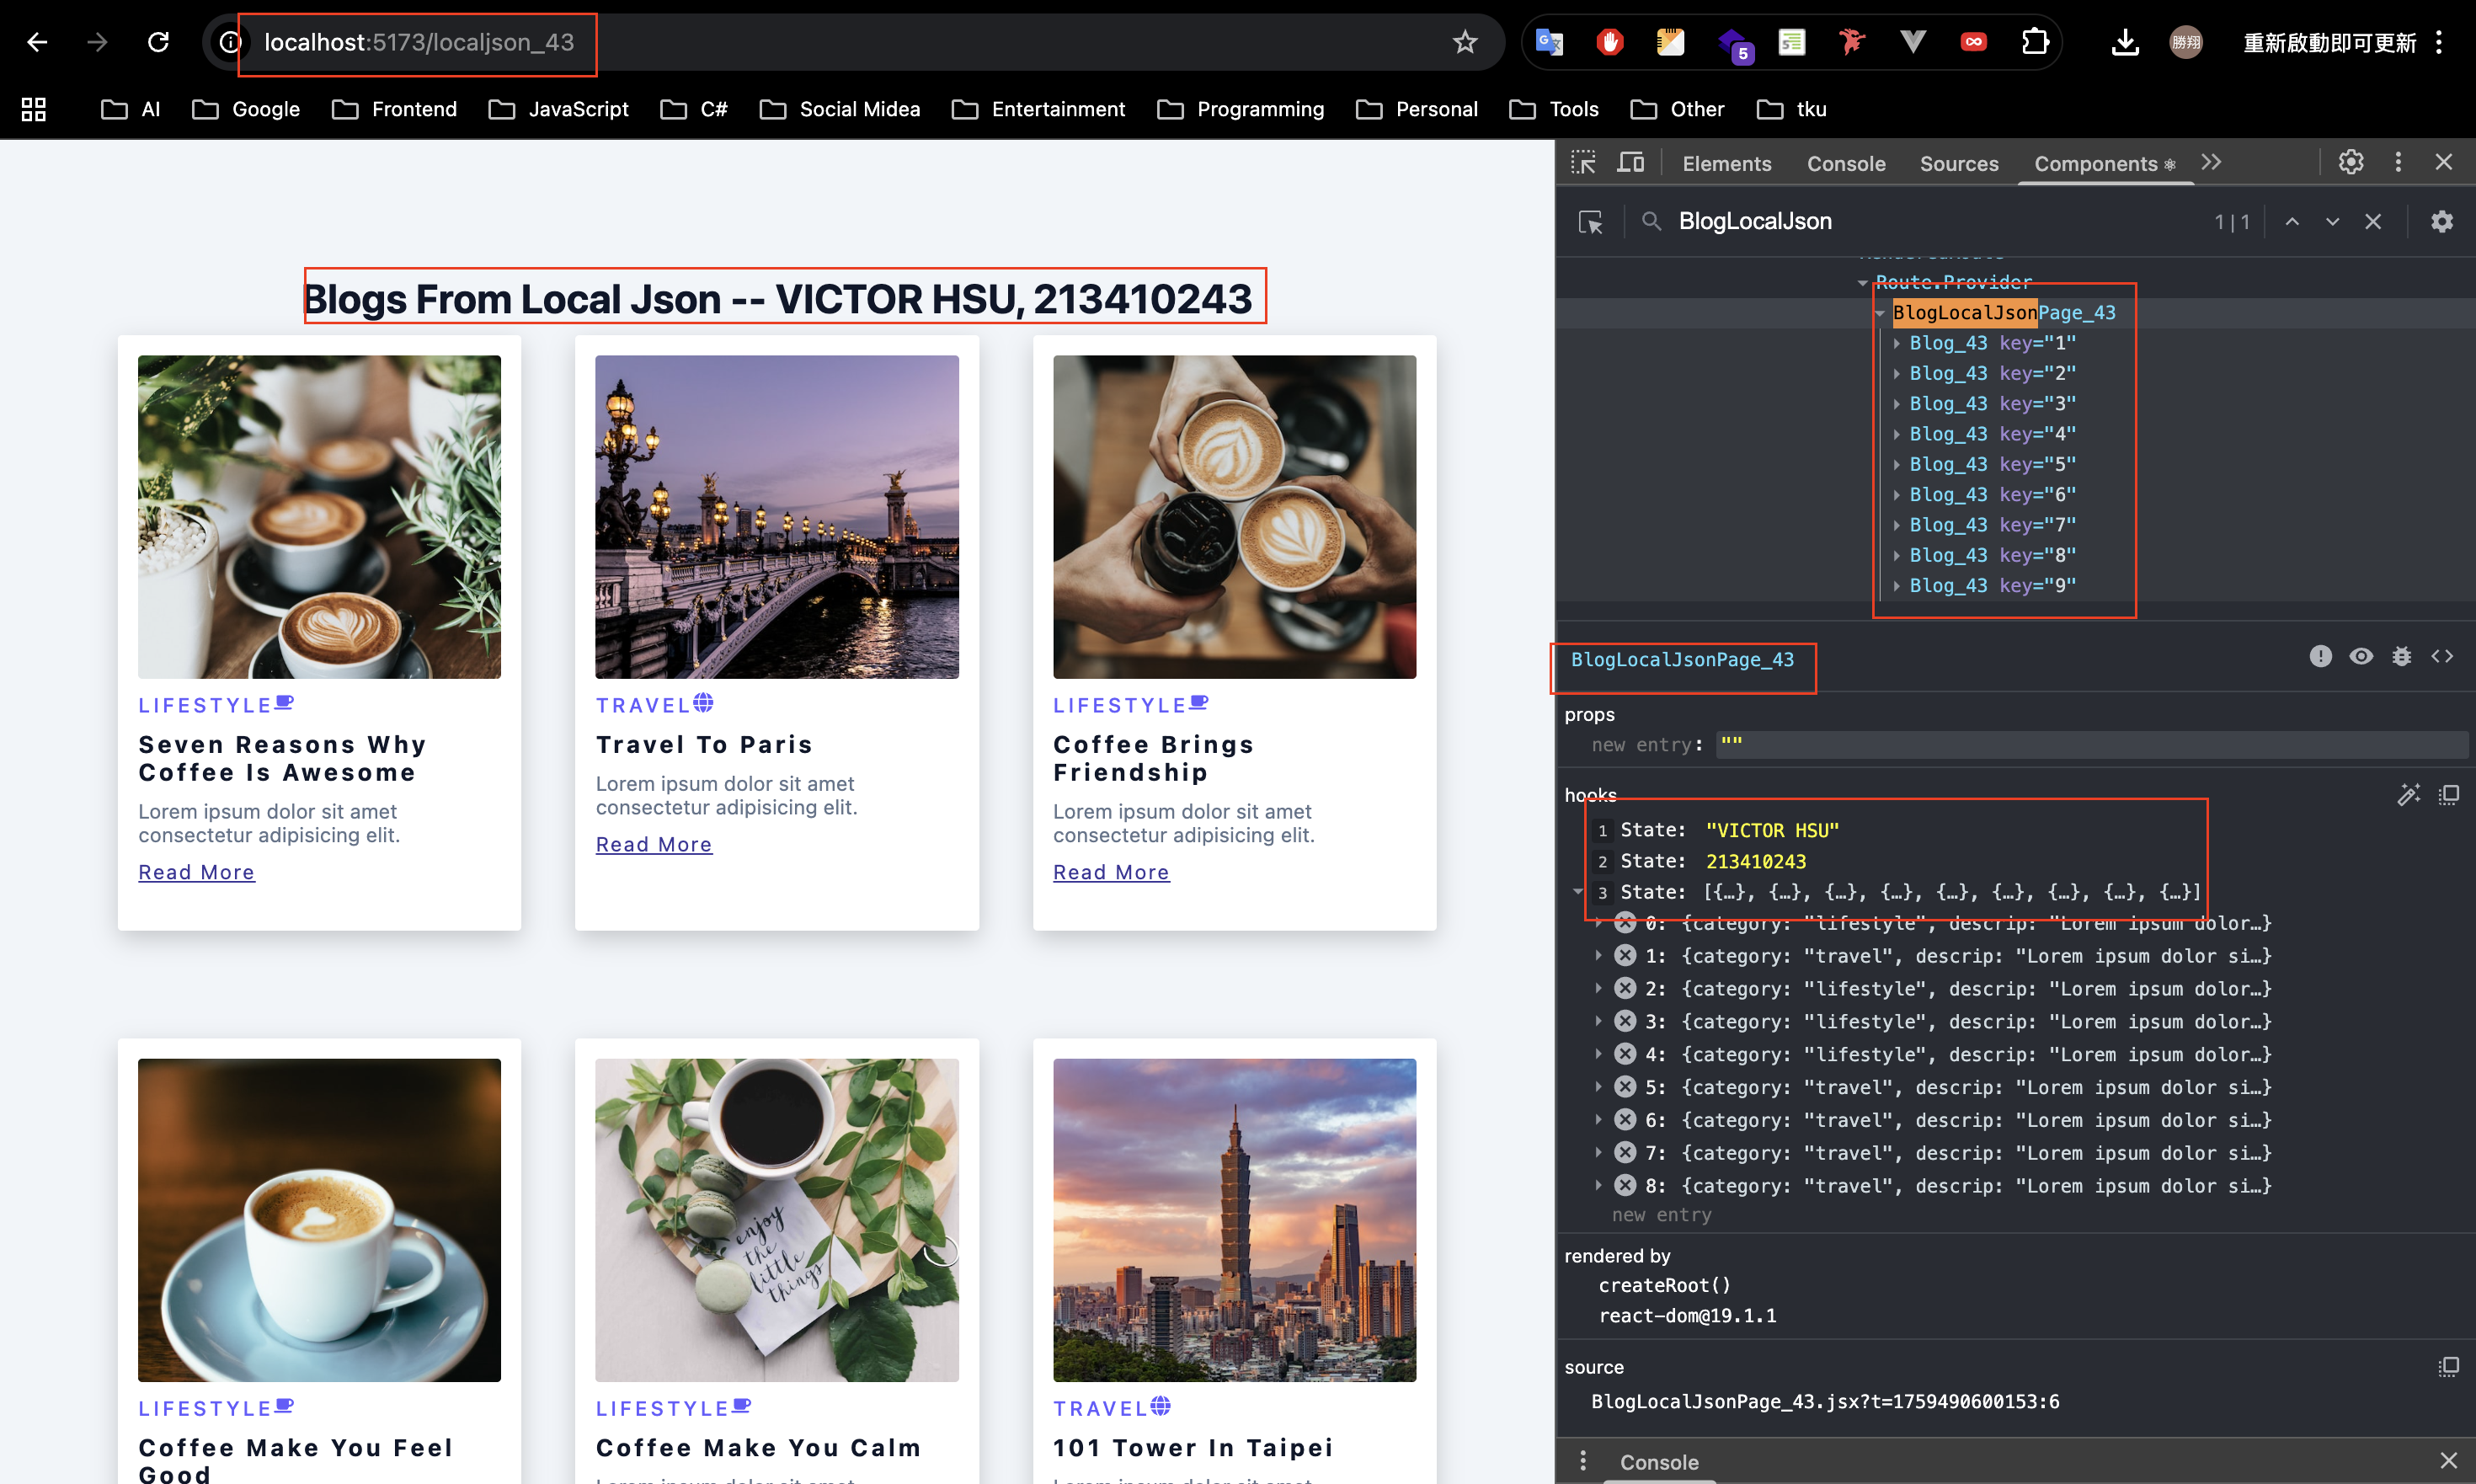 localhost:5173/localjson_43
5
勝翔
重新啟動即可更新
AI
Google
Frontend
JavaScript
C#
Social Midea
Entertainment
Programming
Personal
Tools
Other
tku
Blogs From Local Json -- VICTOR HSU, 213410243
LIFESTYLE
Seven Reasons Why
Coffee Is Awesome
Lorem ipsum dolor sit amet
consectetur adipisicing elit.
Read More
TRAVEL
Travel To Paris
Lorem ipsum dolor sit amet
consectetur adipisicing elit.
Read More
LIFESTYLE
Coffee Brings
Friendship
Lorem ipsum dolor sit amet
consectetur adipisicing elit.
Read More
LIFESTYLE
Coffee Make You Feel
Good
enjoy
the
little
things
LIFESTYLE
Coffee Make You Calm
TRAVEL
101 Tower In Taipei
Elements
Console
Sources
Components
BlogLocalJson
1|1
Route.Provider
BlogLocalJsonPage_43
Blog_43 key="1"
Blog_43 key="2"
Blog_43 key="3"
Blog_43 key="4"
Blog_43 key="5"
Blog_43 key="6"
Blog_43 key="7"
Blog_43 key="8"
Blog_43 key="9"
BlogLocalJsonPage_43
props
new entry: ""
hooks
1 State: "VICTOR HSU"
2 State: 213410243
3 State: [{…}, {…}, {…}, {…}, {…}, {…}, {…}, {…}, {…}]
0: {category: "lifestyle", descrip: "Lorem ipsum dolor…}
1: {category: "travel", descrip: "Lorem ipsum dolor si…}
2: {category: "lifestyle", descrip: "Lorem ipsum dolor…}
3: {category: "lifestyle", descrip: "Lorem ipsum dolor…}
4: {category: "lifestyle", descrip: "Lorem ipsum dolor…}
5: {category: "travel", descrip: "Lorem ipsum dolor si…}
6: {category: "travel", descrip: "Lorem ipsum dolor si…}
7: {category: "travel", descrip: "Lorem ipsum dolor si…}
8: {category: "travel", descrip: "Lorem ipsum dolor si…}
new entry
rendered by
createRoot()
react-dom@19.1.1
source
BlogLocalJsonPage_43.jsx?t=1759490600153:6
Console